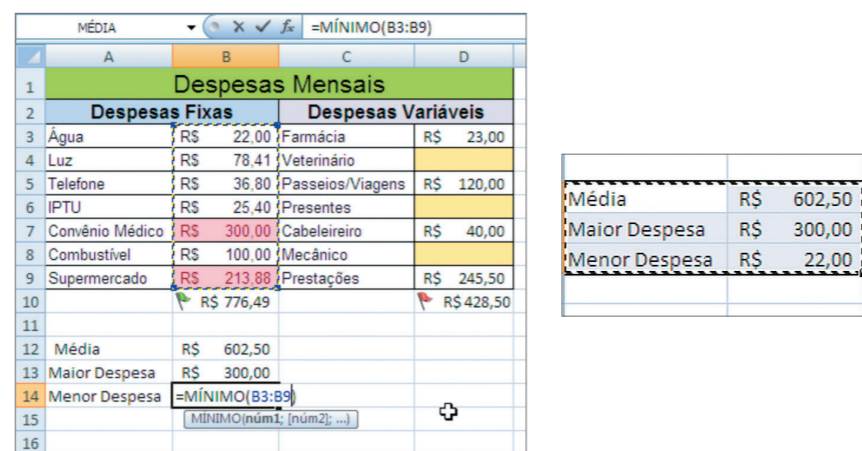 MÉDIA =MÍNIMO(B3:B9)
A B C D
1 Despesas Mensais
2 Despesas Fixas Despesas Variáveis
3 Água R$ 22,00 Farmácia R$ 23,00
4 Luz R$ 78,41 Veterinário
5 Telefone R$ 36,80 Passeios/Viagens R$ 120,00
6 IPTU R$ 25,40 Presentes
7 Convênio Médico R$ 300,00 Cabeleireiro R$ 40,00
8 Combustível R$ 100,00 Mecânico
9 Supermercado R$ 213,88 Prestações R$ 245,50
10 R$ 776,49 R$ 428,50
11
12 Média R$ 602,50
13 Maior Despesa R$ 300,00
14 Menor Despesa =MÍNIMO(B3:B9)
15 MÍNIMO(núm1; [núm2]; ...)
16
Média R$ 602,50
Maior Despesa R$ 300,00
Menor Despesa R$ 22,00